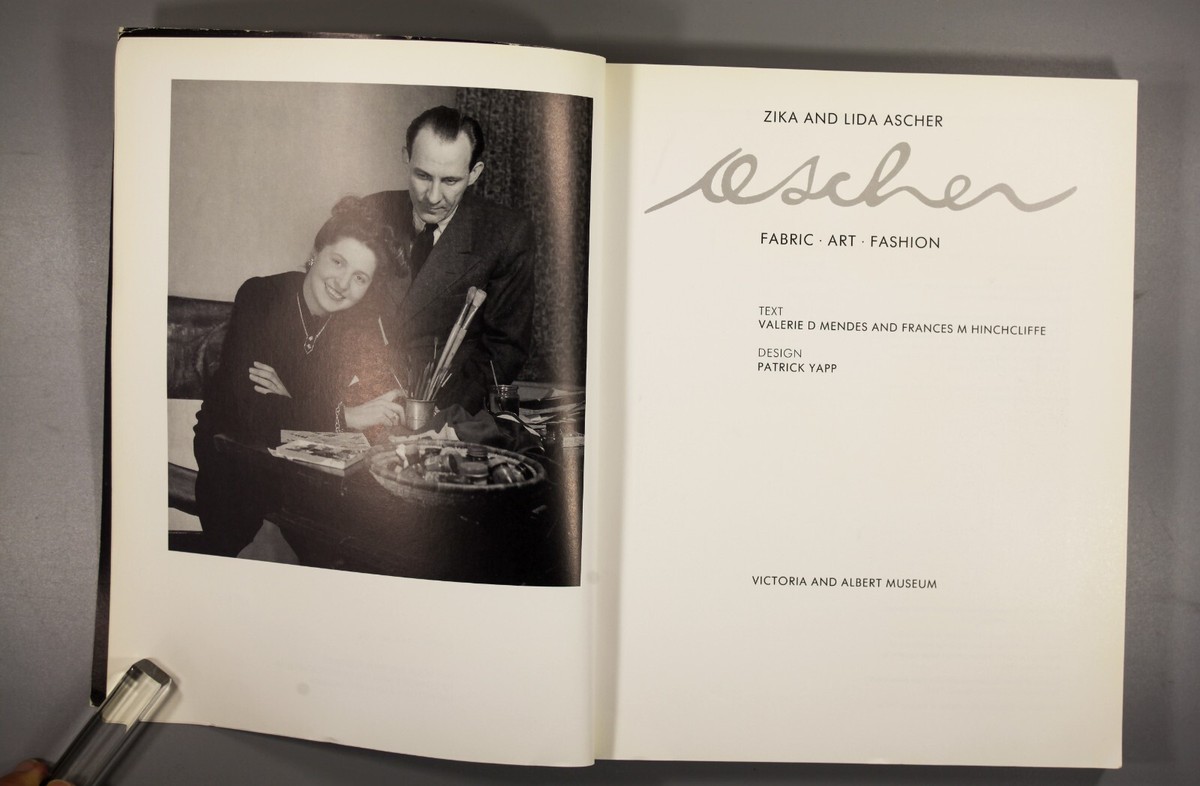 ZIKA AND LIDA ASCHER
ascher
FABRIC · ART · FASHION
TEXT
VALERIE D MENDES AND FRANCES M HINCHCLIFFE
DESIGN
PATRICK YAPP
VICTORIA AND ALBERT MUSEUM